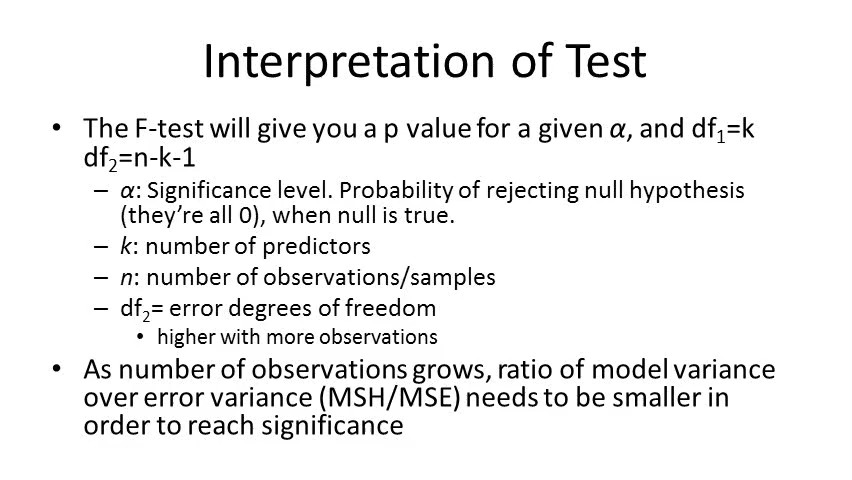 Interpretation of Test
• The F-test will give you a p value for a given α, and df₁=k
df₂=n-k-1
– α: Significance level. Probability of rejecting null hypothesis
(they're all 0), when null is true.
– k: number of predictors
– n: number of observations/samples
– df₂= error degrees of freedom
• higher with more observations
• As number of observations grows, ratio of model variance
over error variance (MSH/MSE) needs to be smaller in
order to reach significance